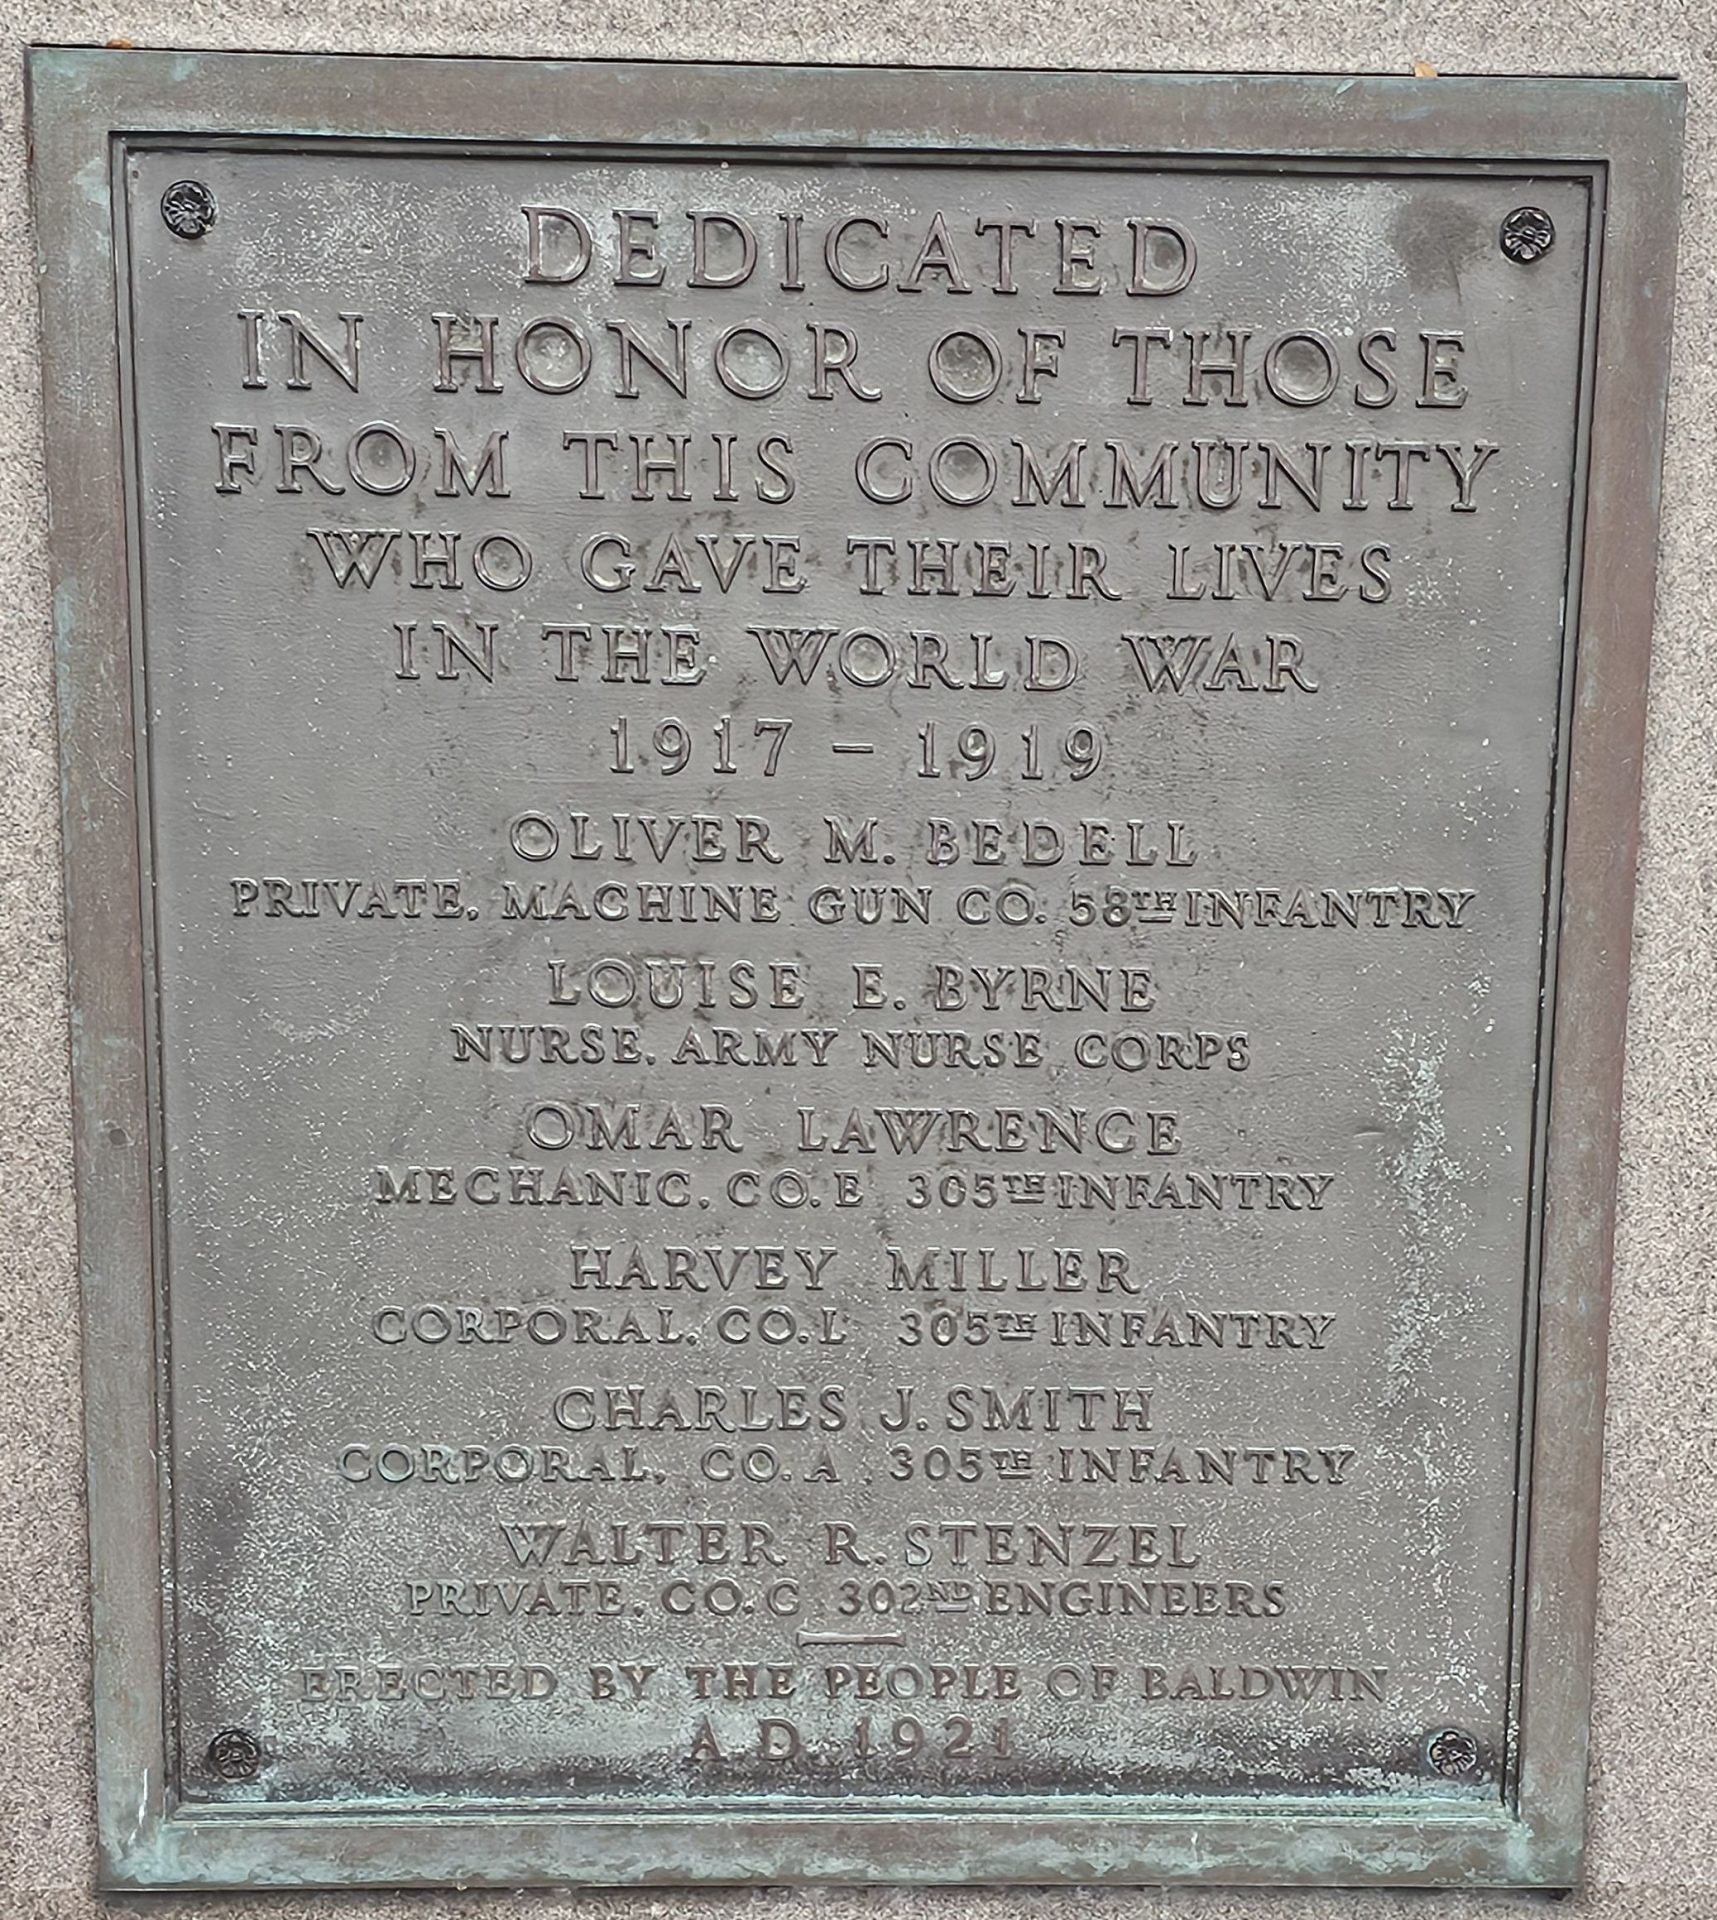 DEDICATED
IN HONOR OF THOSE
FROM THIS COMMUNITY
WHO GAVE THEIR LIVES
IN THE WORLD WAR
1917 – 1919
OLIVER M. BEDELL
PRIVATE. MACHINE GUN CO. 58TH INFANTRY
LOUISE E. BYRNE
NURSE. ARMY NURSE CORPS
OMAR LAWRENCE
MECHANIC. CO. E 305TH INFANTRY
HARVEY MILLER
CORPORAL. CO. L 305TH INFANTRY
CHARLES J. SMITH
CORPORAL. CO. A 305TH INFANTRY
WALTER R. STENZEL
PRIVATE. CO. C 302ND ENGINEERS
ERECTED BY THE PEOPLE OF BALDWIN
A. D. 1921